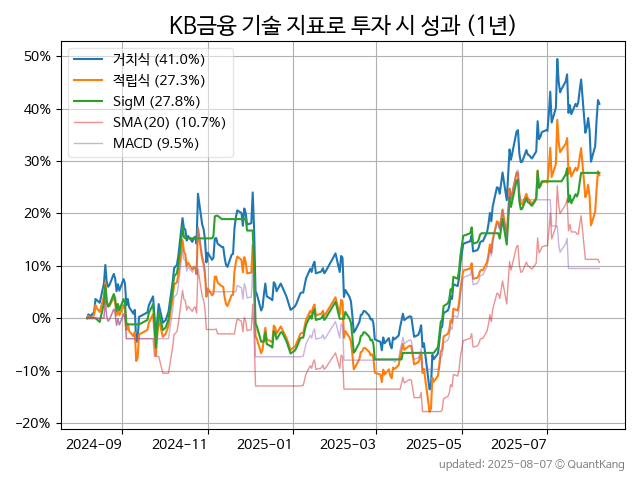 KB금융 기술 지표로 투자 시 성과 (1년)
50%
40%
30%
20%
10%
0%
−10%
−20%
거치식 (41.0%)
적립식 (27.3%)
SigM (27.8%)
SMA(20) (10.7%)
MACD (9.5%)
2024-09
2024-11
2025-01
2025-03
2025-05
2025-07
updated: 2025-08-07 © QuantKang